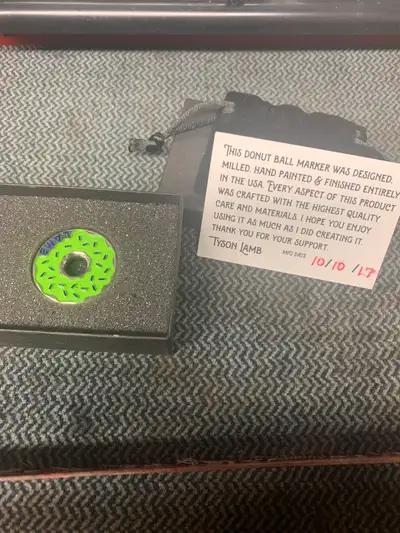 THIS DONUT BALL MARKER WAS DESIGNED,
MILLED, HAND PAINTED & FINISHED ENTIRELY
IN THE USA. EVERY ASPECT OF THIS PRODUCT
WAS CRAFTED WITH THE HIGHEST QUALITY
CARE AND MATERIALS. I HOPE YOU ENJOY
USING IT AS MUCH AS I DID CREATING IT.
THANK YOU FOR YOUR SUPPORT.
TYSON LAMB
MFG DATE 10/10/17